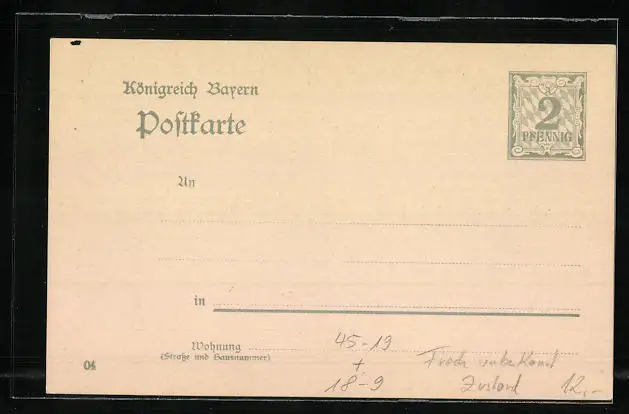 Königreich Bayern
Postkarte
2
PFENNIG
An
in
Wohnung
(Straße und Hausnummer)
04
45-19
+
18-9
Zustand 12,-